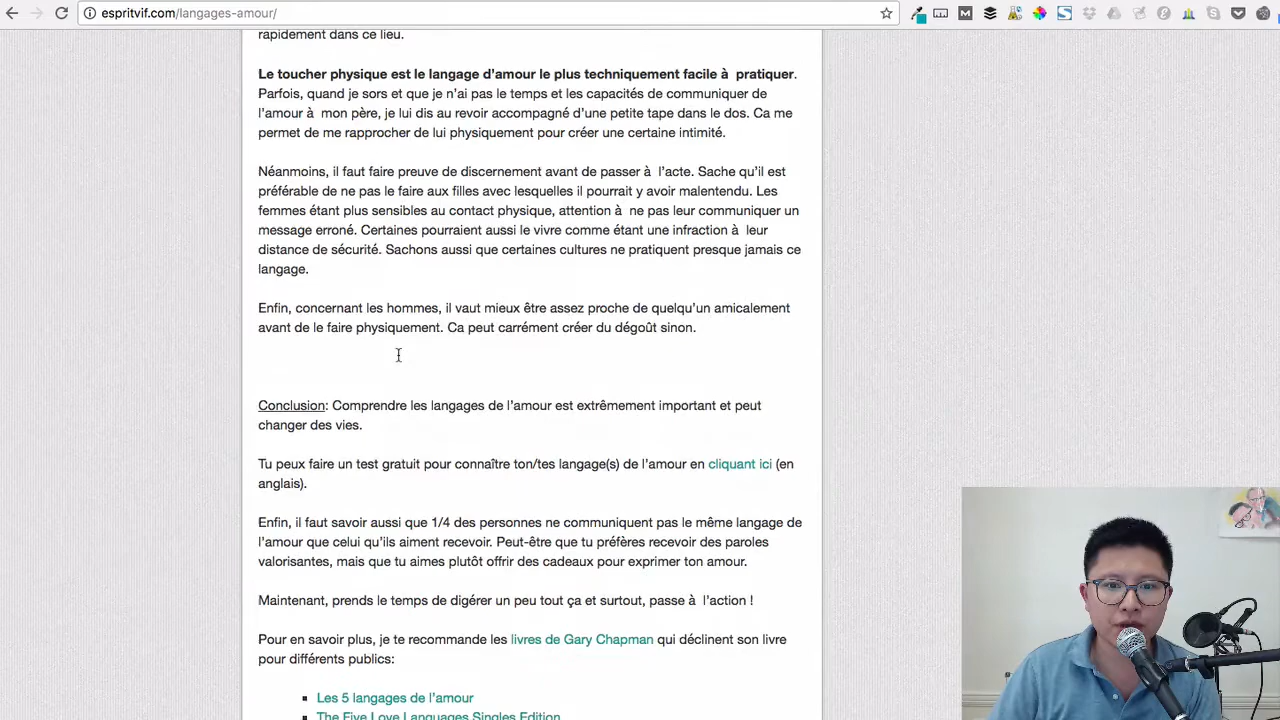 espritvif.com/langages-amour/
rapidement dans ce lieu.
Le toucher physique est le langage d'amour le plus techniquement facile à  pratiquer.
Parfois, quand je sors et que je n'ai pas le temps et les capacités de communiquer de
l'amour à  mon père, je lui dis au revoir accompagné d'une petite tape dans le dos. Ca me
permet de me rapprocher de lui physiquement pour créer une certaine intimité.
Néanmoins, il faut faire preuve de discernement avant de passer à  l'acte. Sache qu'il est
préférable de ne pas le faire aux filles avec lesquelles il pourrait y avoir malentendu. Les
femmes étant plus sensibles au contact physique, attention à  ne pas leur communiquer un
message erroné. Certaines pourraient aussi le vivre comme étant une infraction à  leur
distance de sécurité. Sachons aussi que certaines cultures ne pratiquent presque jamais ce
langage.
Enfin, concernant les hommes, il vaut mieux être assez proche de quelqu'un amicalement
avant de le faire physiquement. Ca peut carrément créer du dégoût sinon.
Conclusion: Comprendre les langages de l'amour est extrêmement important et peut
changer des vies.
Tu peux faire un test gratuit pour connaître ton/tes langage(s) de l'amour en cliquant ici (en
anglais).
Enfin, il faut savoir aussi que 1/4 des personnes ne communiquent pas le même langage de
l'amour que celui qu'ils aiment recevoir. Peut-être que tu préfères recevoir des paroles
valorisantes, mais que tu aimes plutôt offrir des cadeaux pour exprimer ton amour.
Maintenant, prends le temps de digérer un peu tout ça et surtout, passe à  l'action !
Pour en savoir plus, je te recommande les livres de Gary Chapman qui déclinent son livre
pour différents publics:
Les 5 langages de l'amour
The Five Love Languages Singles Edition